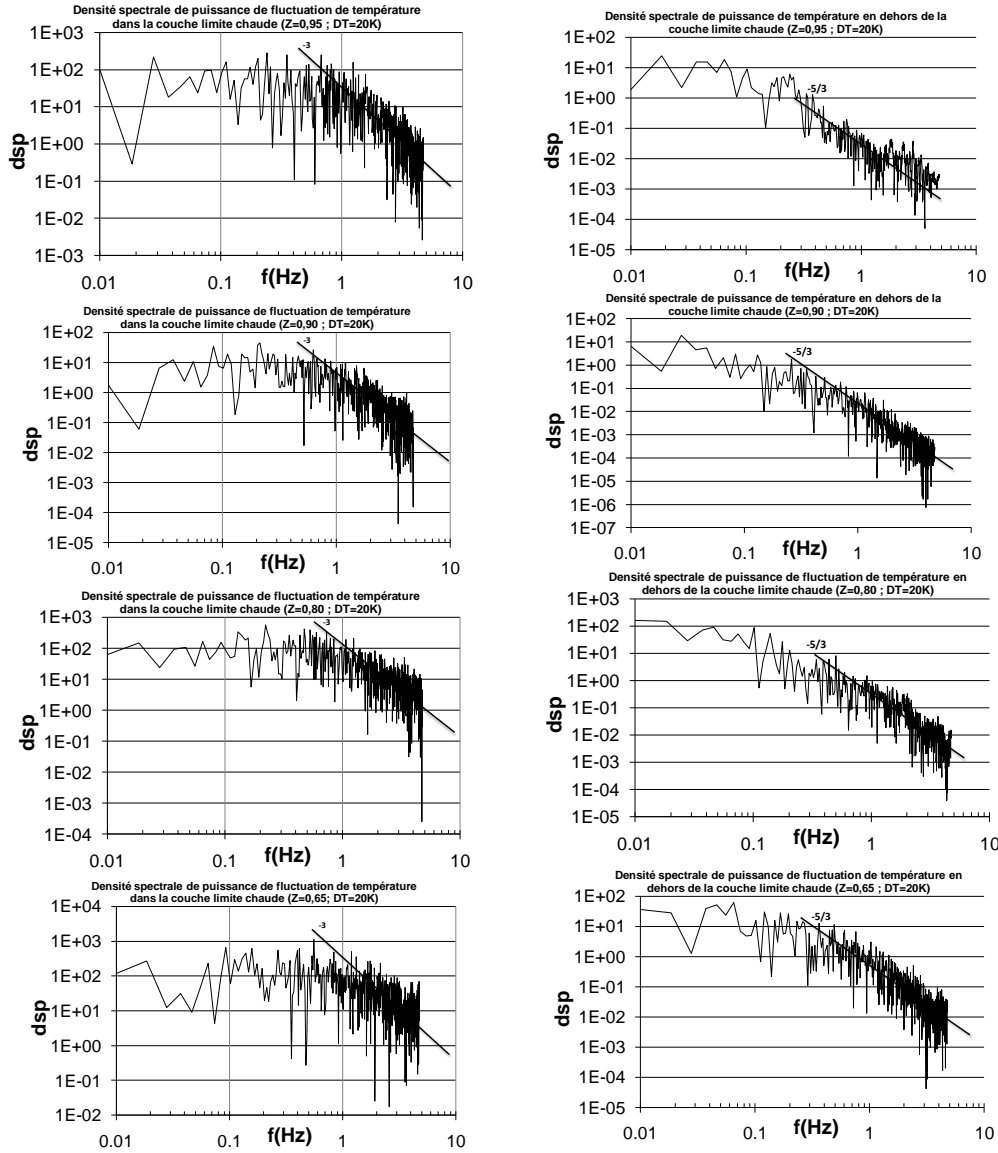 Densité spectrale de puissance de fluctuation de température
dans la couche limite chaude (Z=0,95 ; DT=20K)
1E+03
1E+02
1E+01
1E+00
1E-01
1E-02
1E-03
dsp
-3
0.01
0.1
1
10
f(Hz)
Densité spectrale de puissance de température en dehors de la
couche limite chaude (Z=0,95 ; DT=20K)
1E+02
1E+01
1E+00
1E-01
1E-02
1E-03
1E-04
1E-05
dsp
-5/3
0.01
0.1
1
10
f(Hz)
Densité spectrale de puissance de fluctuation de température
dans la couche limite chaude (Z=0,90 ; DT=20K)
1E+02
1E+01
1E+00
1E-01
1E-02
1E-03
1E-04
1E-05
dsp
-3
0.01
0.1
1
10
f(Hz)
Densité spectrale de puissance de température en dehors de la
couche limite chaude (Z=0,90 ; DT=20K)
1E+02
1E+01
1E+00
1E-01
1E-02
1E-03
1E-04
1E-05
1E-06
1E-07
dsp
-5/3
0.01
0.1
1
10
f(Hz)
Densité spectrale de puissance de fluctuation de température
dans la couche limite chaude (Z=0,80 ; DT=20K)
1E+03
1E+02
1E+01
1E+00
1E-01
1E-02
1E-03
1E-04
dsp
-3
0.01
0.1
1
10
f(Hz)
Densité spectrale de puissance de fluctuation de température en
dehors de la couche limite chaude (Z=0,80 ; DT=20K)
1E+03
1E+02
1E+01
1E+00
1E-01
1E-02
1E-03
1E-04
1E-05
dsp
-5/3
0.01
0.1
1
10
f(Hz)
Densité spectrale de puissance de fluctuation de température
dans la couche limite chaude (Z=0,65; DT=20K)
1E+04
1E+03
1E+02
1E+01
1E+00
1E-01
1E-02
dsp
-3
0.01
0.1
1
10
f(Hz)
Densité spectrale de puissance de fluctuation de température en
dehors de la couche limite chaude (Z=0,65 ; DT=20K)
1E+02
1E+01
1E+00
1E-01
1E-02
1E-03
1E-04
1E-05
dsp
-5/3
0.01
0.1
1
10
f(Hz)